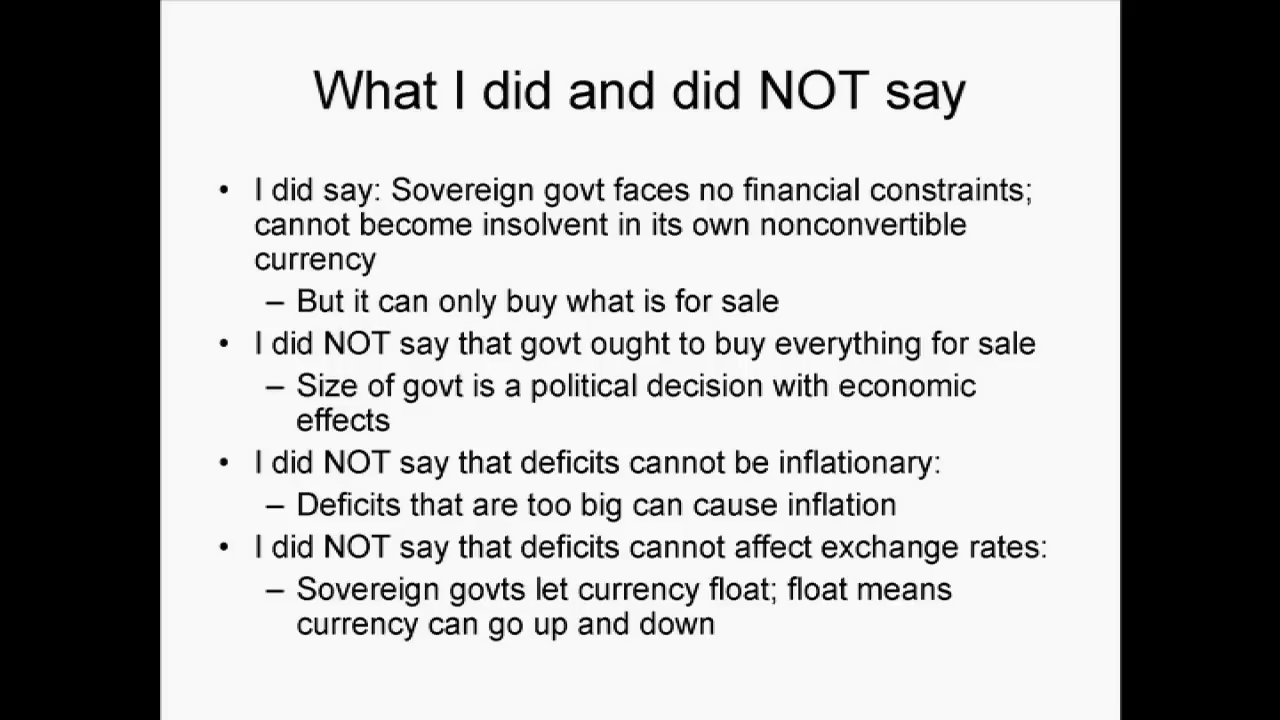 What I did and did NOT say
• I did say: Sovereign govt faces no financial constraints;
cannot become insolvent in its own nonconvertible
currency
– But it can only buy what is for sale
• I did NOT say that govt ought to buy everything for sale
– Size of govt is a political decision with economic
effects
• I did NOT say that deficits cannot be inflationary:
– Deficits that are too big can cause inflation
• I did NOT say that deficits cannot affect exchange rates:
– Sovereign govts let currency float; float means
currency can go up and down